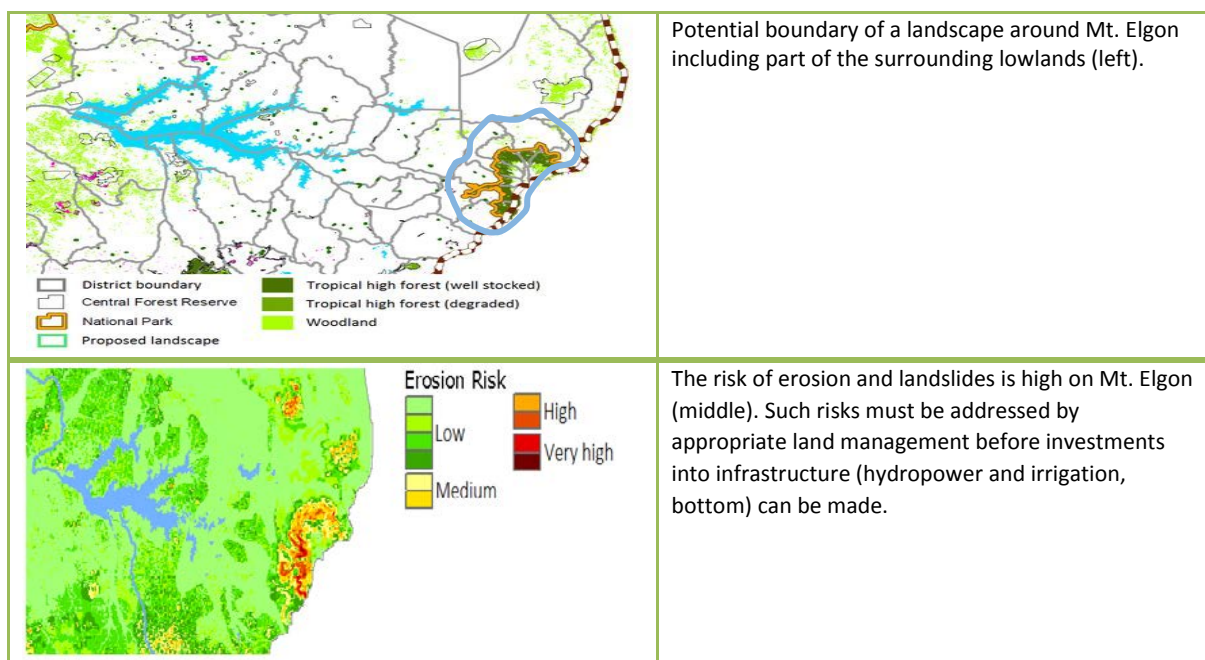 Potential boundary of a landscape around Mt. Elgon
including part of the surrounding lowlands (left).
District boundary
Central Forest Reserve
National Park
Proposed landscape
Tropical high forest (well stocked)
Tropical high forest (degraded)
Woodland
Erosion Risk
Low
Medium
High
Very high
The risk of erosion and landslides is high on Mt. Elgon
(middle). Such risks must be addressed by
appropriate land management before investments
into infrastructure (hydropower and irrigation,
bottom) can be made.